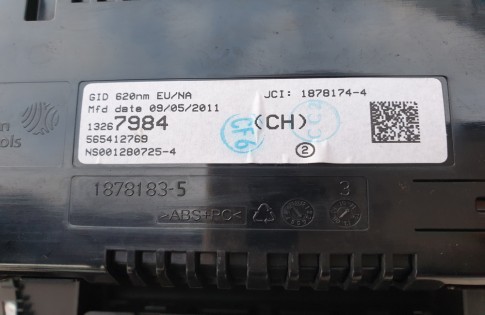 GID 620nm EU/NA JCI: 1878174-4
Mfd date 09/05/2011
13267984 (CH)
565412769
NS001280725-4 2
CF6
ols
1878183-5 3
>ABS+PC<